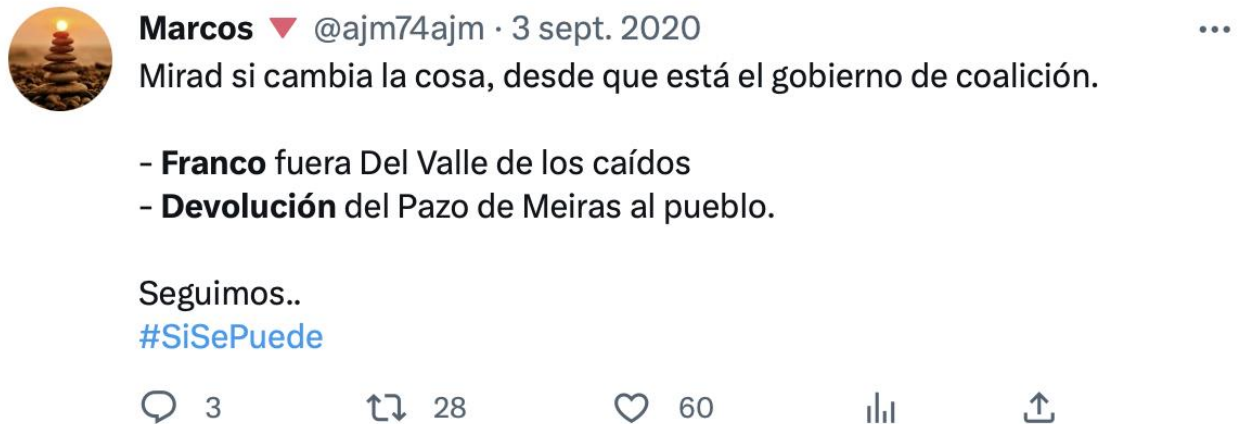 Marcos 🔻 @ajm74ajm · 3 sept. 2020
Mirad si cambia la cosa, desde que está el gobierno de coalición.
- Franco fuera Del Valle de los caídos
- Devolución del Pazo de Meiras al pueblo.
Seguimos..
#SiSePuede
3 28 60